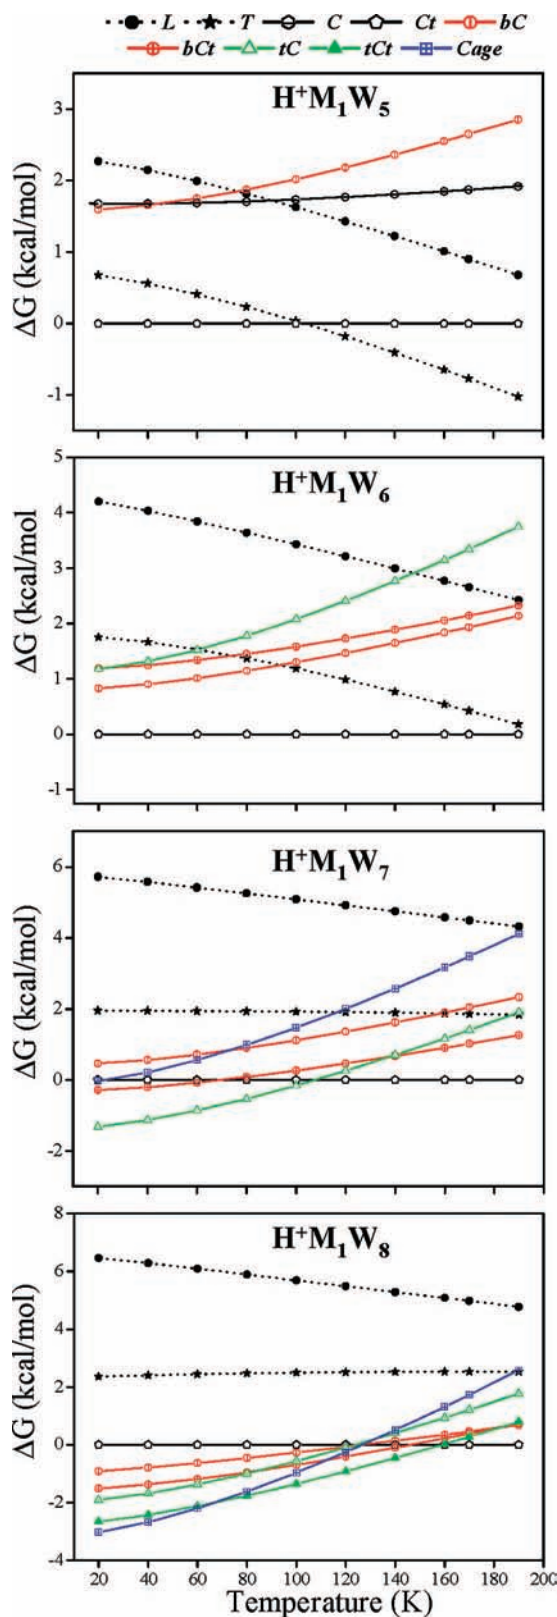 L T C Ct bC
bCt tC tCt Cage
H⁺M₁W₅
ΔG (kcal/mol)
3
2
1
0
-1
H⁺M₁W₆
ΔG (kcal/mol
5
4
3
2
1
0
-1
H⁺M₁W₇
ΔG (kcal/mol)
6
4
2
0
-2
H⁺M₁W₈
ΔG (kcal/mol)
8
6
4
2
0
-2
-4
20 40 60 80 100 120 140 160 180 200
Temperature (K)